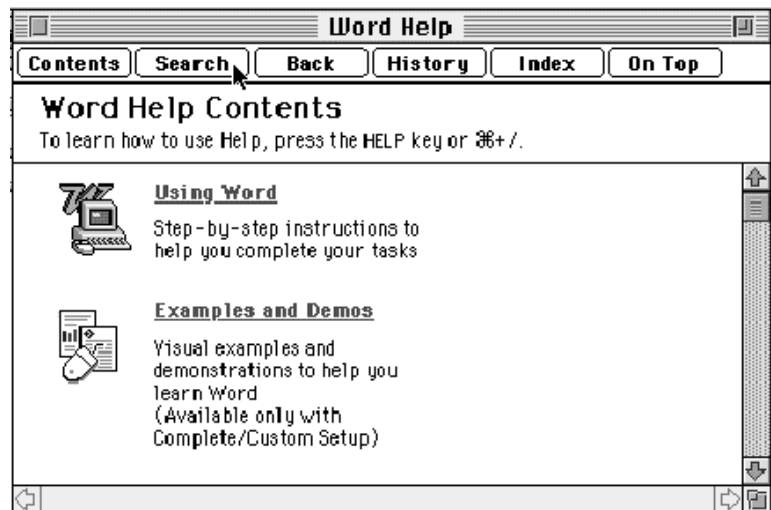 Word Help
Contents Search Back History Index On Top
Word Help Contents
To learn how to use Help, press the HELP key or ⌘+/.
Using Word
Step-by-step instructions to
help you complete your tasks
Examples and Demos
Visual examples and
demonstrations to help you
learn Word
(Available only with
Complete/Custom Setup)